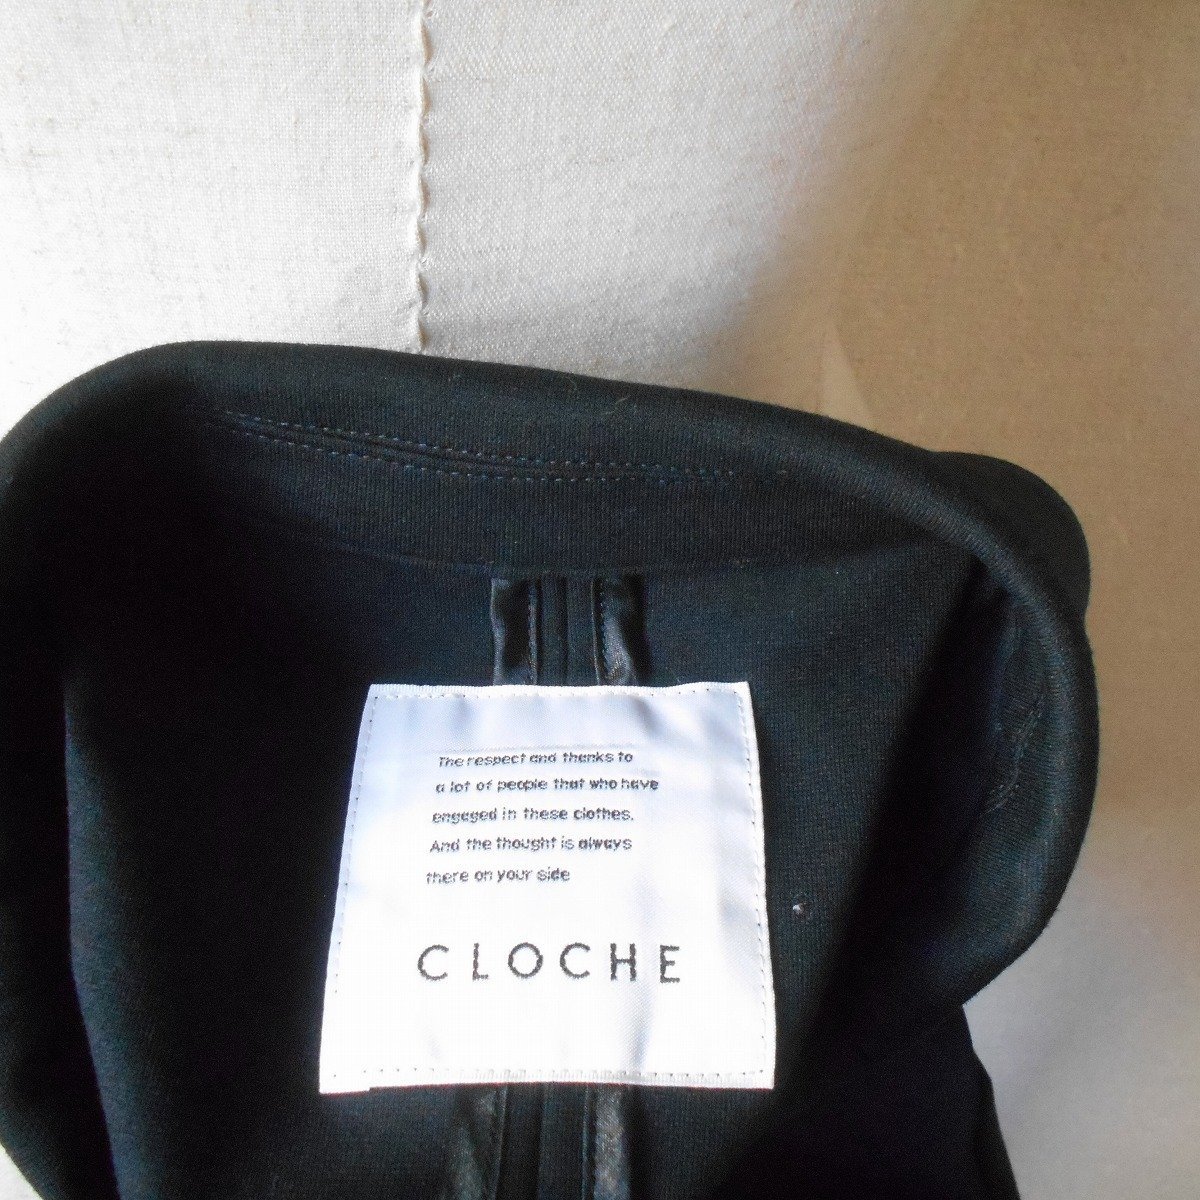 The respect and thanks to
a lot of people that who have
engaged in these clothes.
And the thought is always
there on your side
CLOCHE